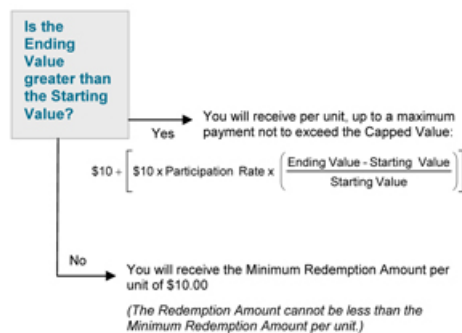 Is the
Ending
Value
greater than
the Starting
Value?
Yes
You will receive per unit, up to a maximum
payment not to exceed the Capped Value:
$10 + [ $10 x Participation Rate x ( Ending Value - Starting Value
Starting Value ) ]
No
You will receive the Minimum Redemption Amount per
unit of $10.00
(The Redemption Amount cannot be less than the
Minimum Redemption Amount per unit.)